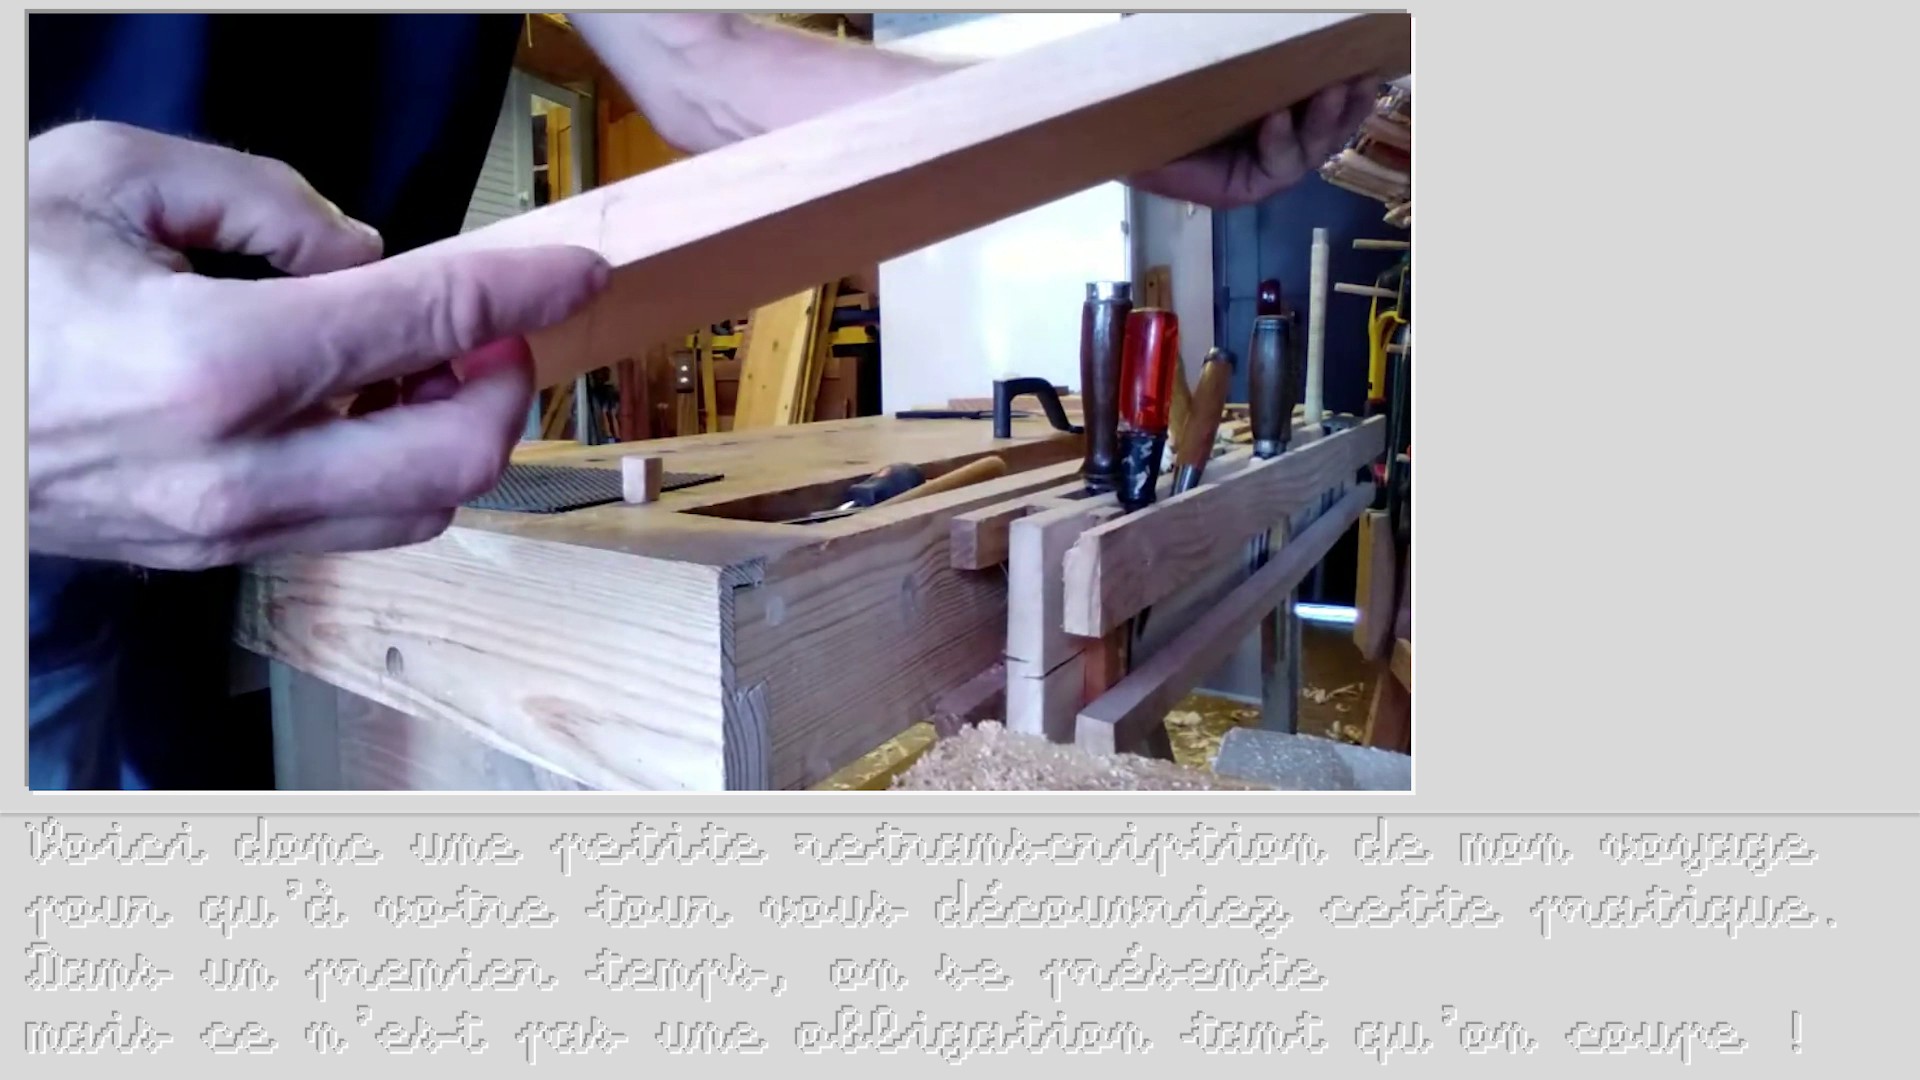 Voici donc une petite retranscription de mon voyage
pour qu'à votre tour vous découvriez cette pratique.
Dans un premier temps, on se présente
mais ce n'est pas une obligation tant qu'on coupe !